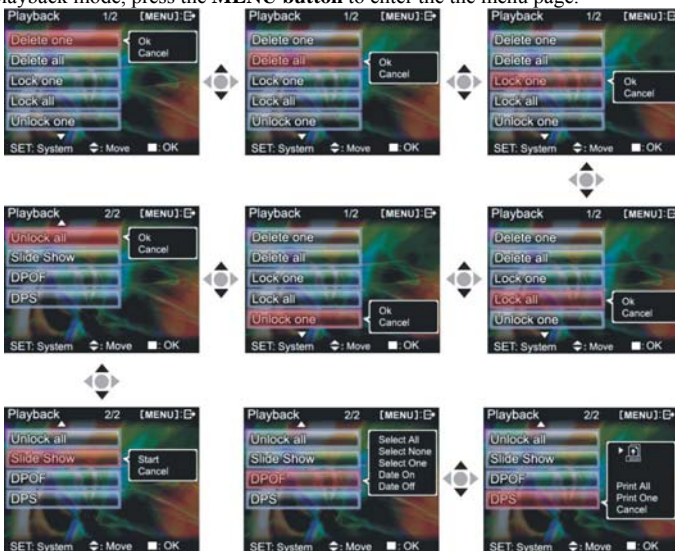 layback mode, press the MENU button to enter the the menu page.
Playback 1/2 [MENU]:
Delete one
Ok
Cancel
Delete all
Lock one
Lock all
Unlock one
SET: System : Move : OK
Playback 1/2 [MENU]:
Delete one
Delete all
Ok
Cancel
Lock one
Lock all
Unlock one
SET: System : Move : OK
Playback 1/2 [MENU]:
Delete one
Delete all
Lock one
Ok
Cancel
Lock all
Unlock one
SET: System : Move : OK
Playback 2/2 [MENU]:
Unlock all
Ok
Cancel
Slide Show
DPOF
DPS
SET: System : Move : OK
Playback 1/2 [MENU]:
Delete one
Delete all
Lock one
Lock all
Unlock one
Ok
Cancel
SET: System : Move : OK
Playback 1/2 [MENU]:
Delete one
Delete all
Lock one
Lock all
Ok
Cancel
Unlock one
SET: System : Move : OK
Playback 2/2 [MENU]:
Unlock all
Slide Show
Start
Cancel
DPOF
DPS
SET: System : Move : OK
Playback 2/2 [MENU]:
Unlock all
Slide Show
DPOF
DPS
Select All
Select None
Select One
Date On
Date Off
SET: System : Move : OK
Playback 2/2 [MENU]:
Unlock all
Slide Show
DPOF
DPS
Print All
Print One
Cancel
SET: System : Move : OK